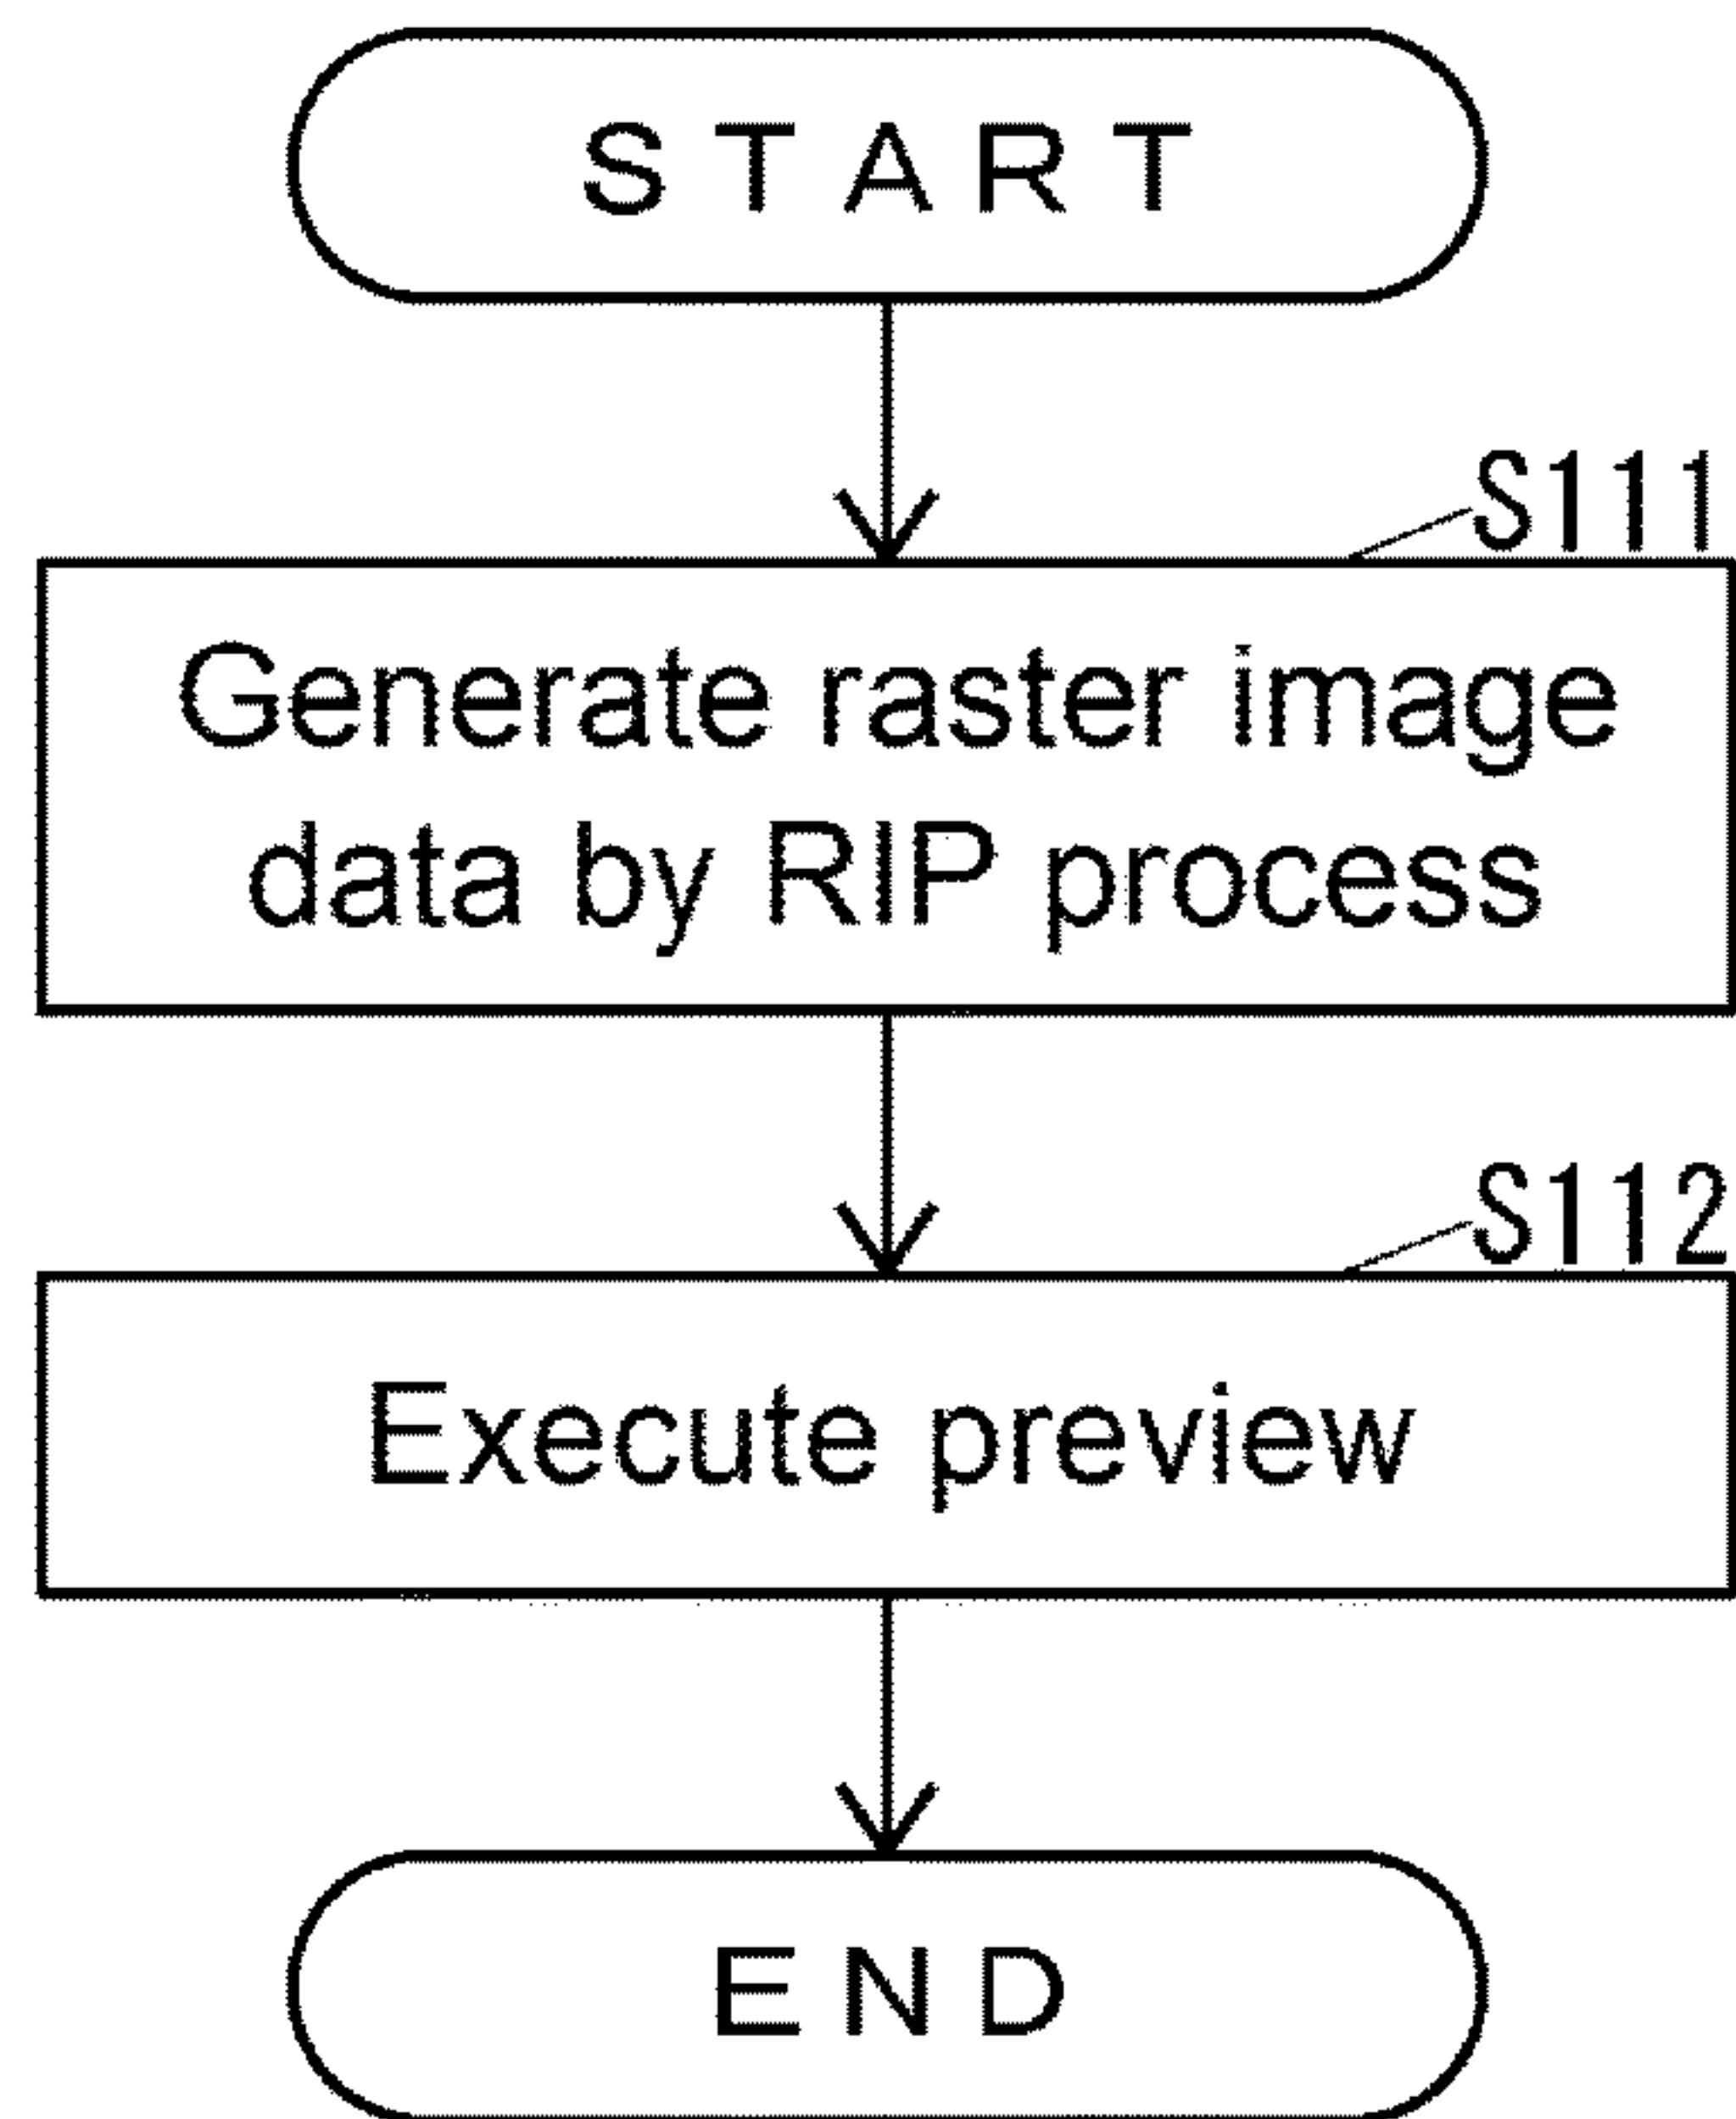 START
S111
Generate raster image
data by RIP process
S112
Execute preview
END